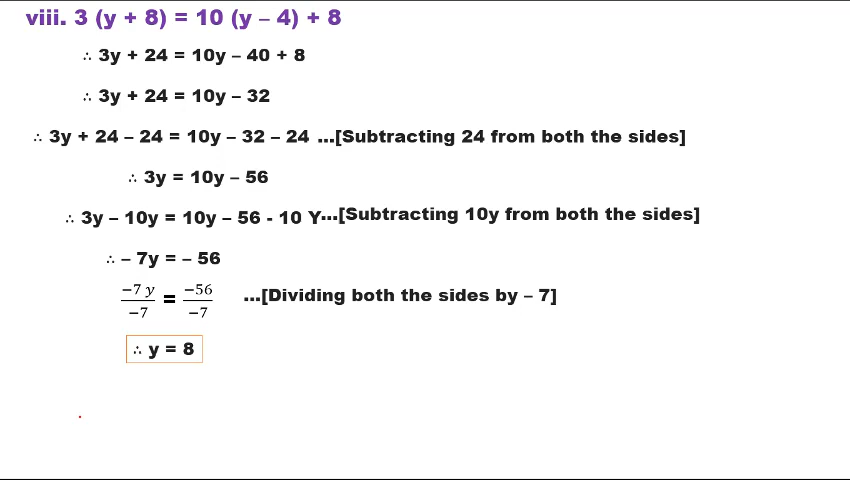 viii. 3 (y + 8) = 10 (y – 4) + 8
∴ 3y + 24 = 10y – 40 + 8
∴ 3y + 24 = 10y – 32
∴ 3y + 24 – 24 = 10y – 32 – 24 ...[Subtracting 24 from both the sides]
∴ 3y = 10y – 56
∴ 3y – 10y = 10y – 56 - 10 Y...[Subtracting 10y from both the sides]
∴ – 7y = – 56
−7 y/−7 = −56/−7 ...[Dividing both the sides by – 7]
∴ y = 8